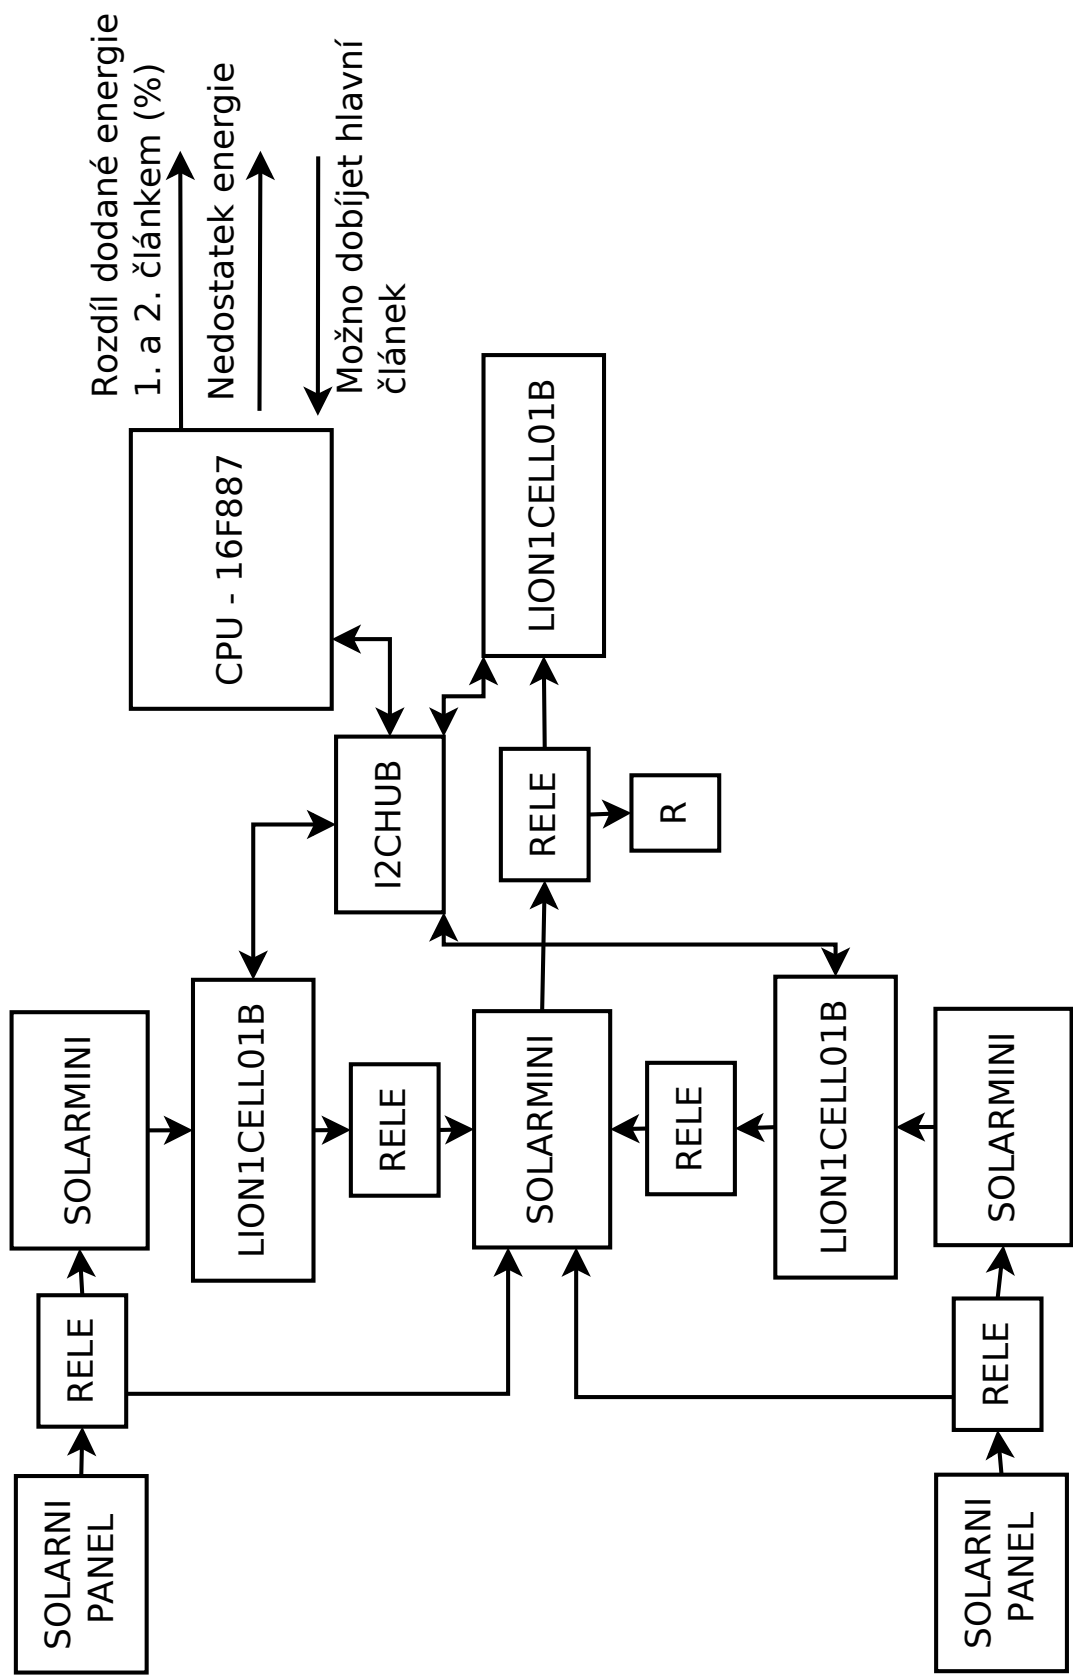 Rozdíl dodané energie
1. a 2. článkem (%)
Nedostatek energie
Možno dobíjet hlavní
článek
CPU - 16F887
LION1CELL01B
I2CHUB
RELE
R
SOLARMINI
LION1CELL01B
RELE
SOLARMINI
RELE
LION1CELL01B
SOLARMINI
RELE
RELE
SOLARNI
PANEL
SOLARNI
PANEL